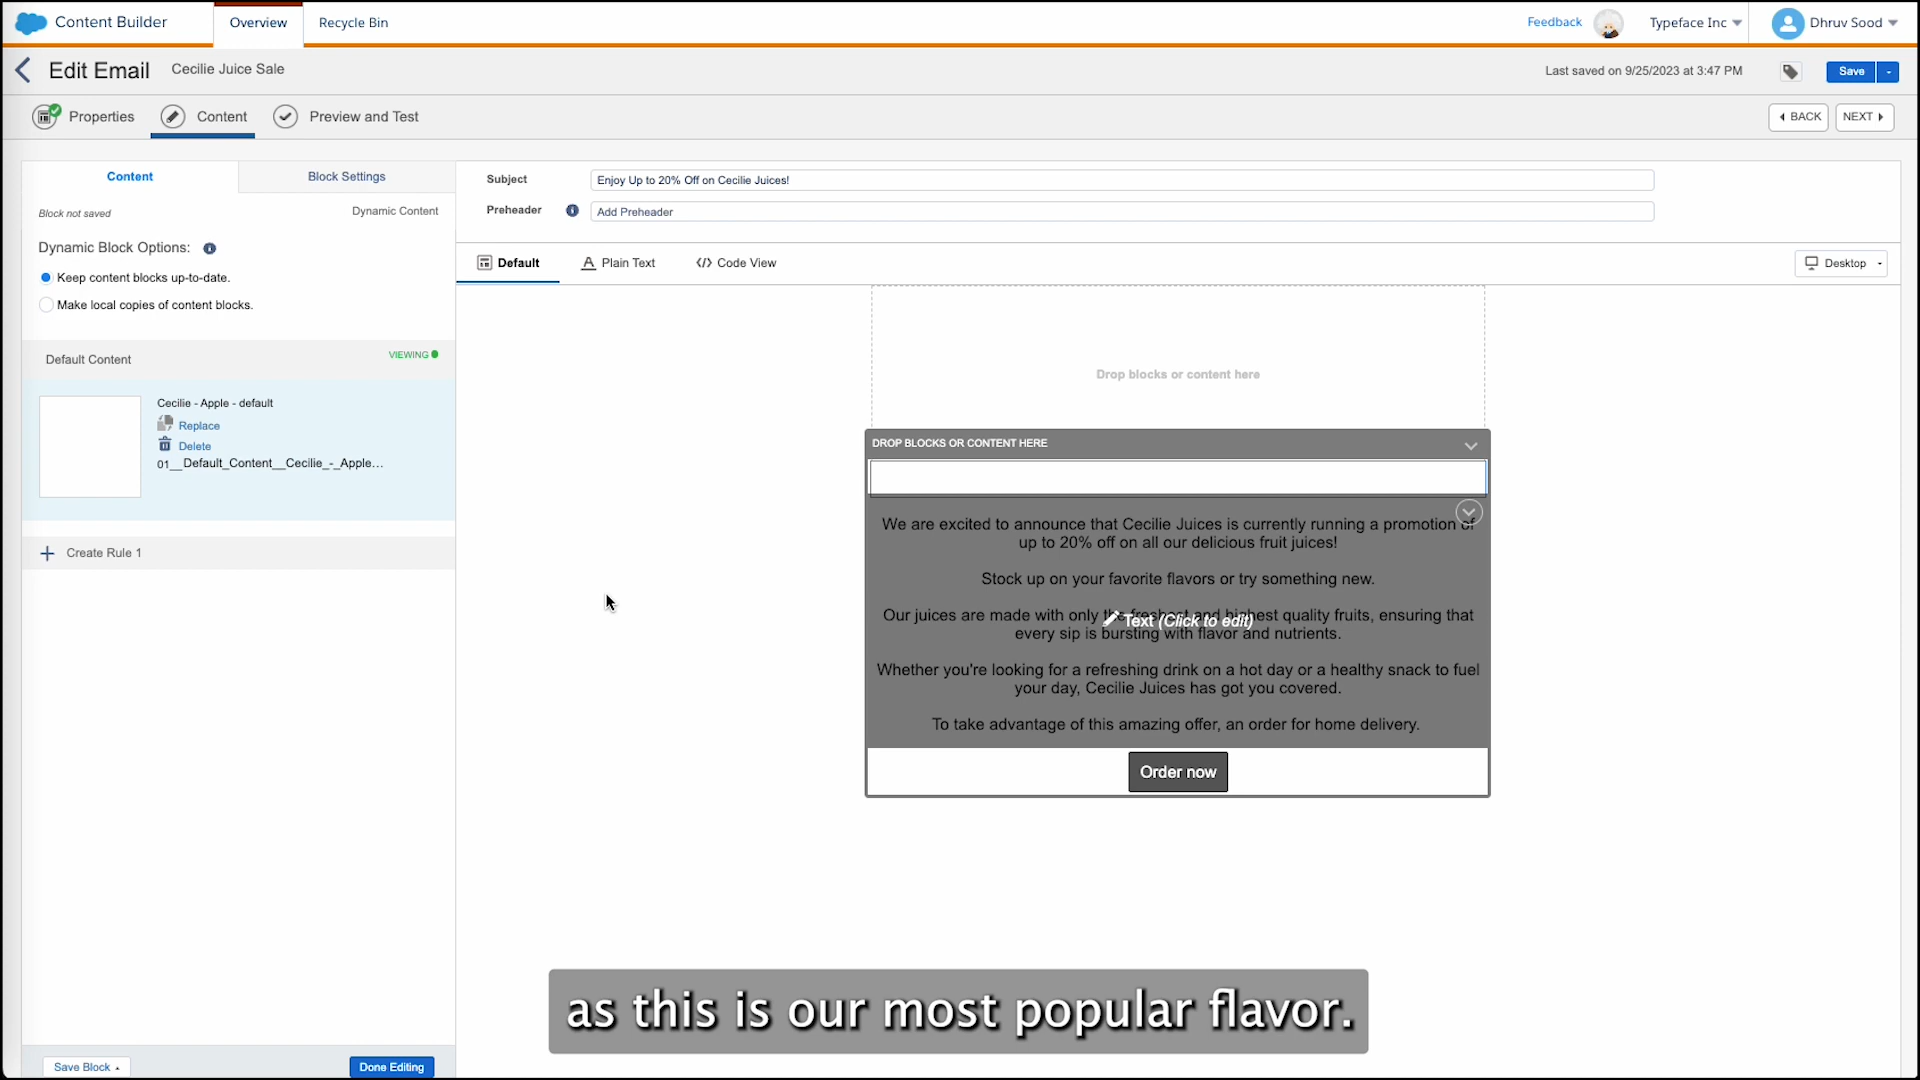 Content Builder
Overview
Recycle Bin
Feedback
Typeface Inc
Dhruv Sood
Edit Email
Cecilie Juice Sale
Last saved on 9/25/2023 at 3:47 PM
Save
Properties
Content
Preview and Test
BACK
NEXT
Content
Block Settings
Block not saved
Dynamic Content
Dynamic Block Options:
Keep content blocks up-to-date.
Make local copies of content blocks.
Default Content
VIEWING
Cecilie - Apple - default
Replace
Delete
01__Default_Content__Cecilie_-_Apple...
Create Rule 1
Save Block
Done Editing
Subject
Enjoy Up to 20% Off on Cecilie Juices!
Preheader
Add Preheader
Default
Plain Text
</> Code View
Desktop
Drop blocks or content here
DROP BLOCKS OR CONTENT HERE
We are excited to announce that Cecilie Juices is currently running a promotion of
up to 20% off on all our delicious fruit juices!
Stock up on your favorite flavors or try something new.
Our juices are made with only the freshest and highest quality fruits, ensuring that
Text (Click to edit)
every sip is bursting with flavor and nutrients.
Whether you're looking for a refreshing drink on a hot day or a healthy snack to fuel
your day, Cecilie Juices has got you covered.
To take advantage of this amazing offer, an order for home delivery.
Order now
as this is our most popular flavor.